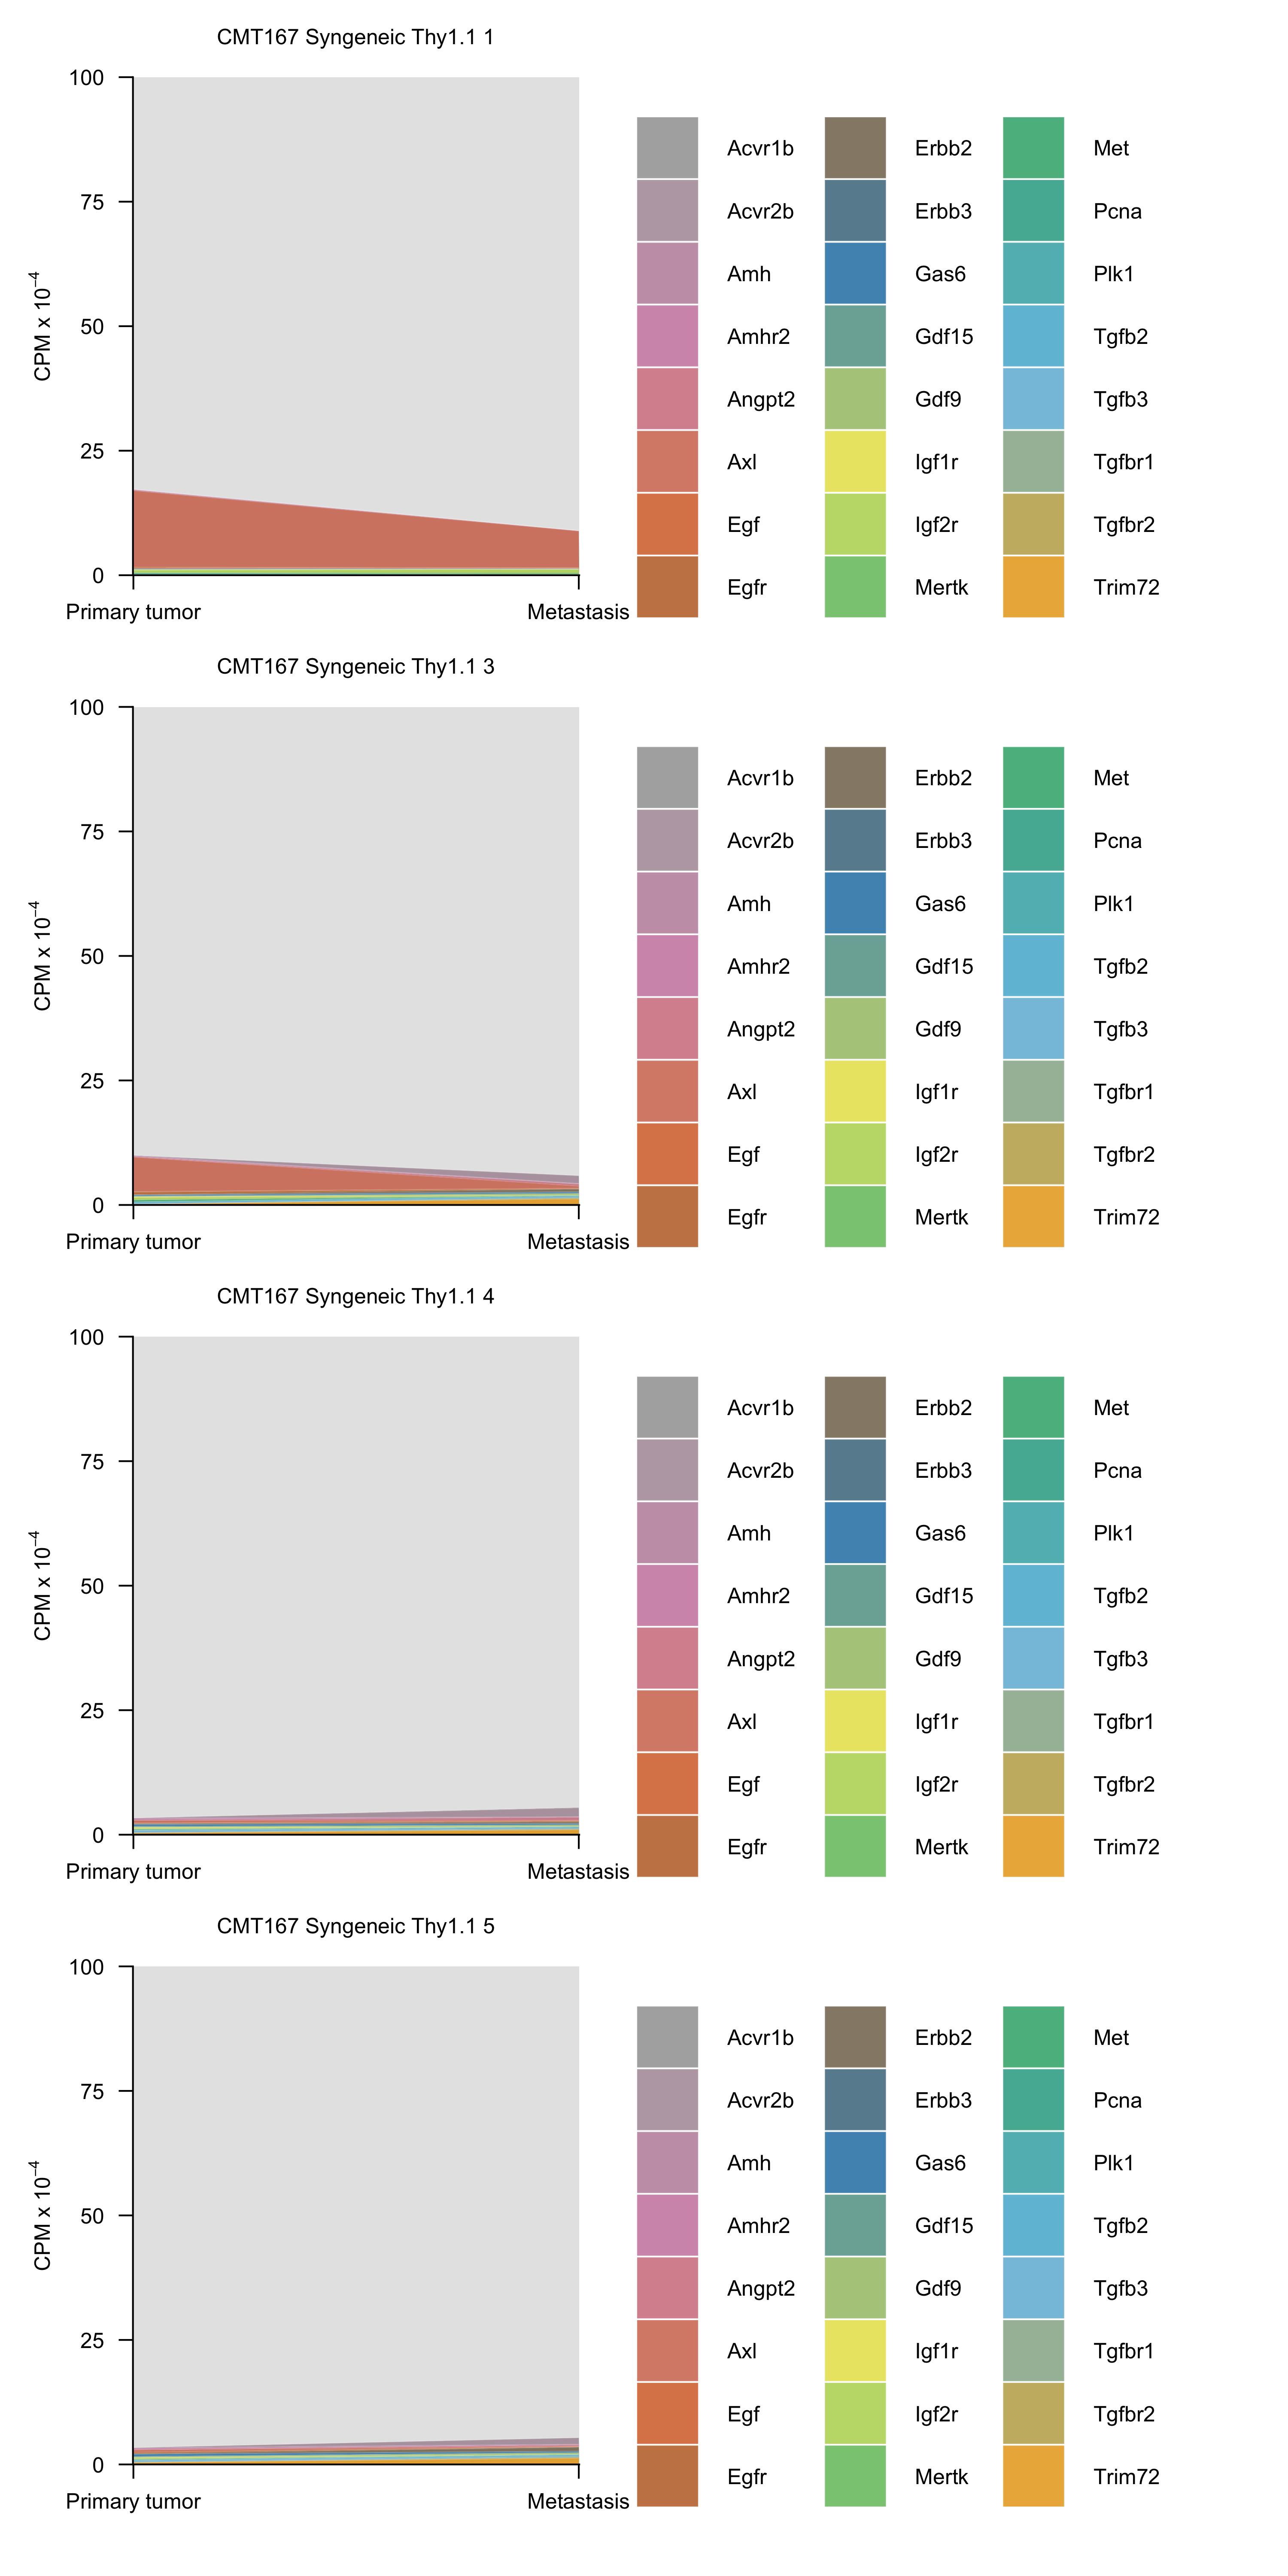 CMT167 Syngeneic Thy1.1 1
100
75
50
25
0
CPM x 10⁻⁴
Primary tumor
Metastasis
Acvr1b Erbb2 Met
Acvr2b Erbb3 Pcna
Amh Gas6 Plk1
Amhr2 Gdf15 Tgfb2
Angpt2 Gdf9 Tgfb3
Axl Igf1r Tgfbr1
Egf Igf2r Tgfbr2
Egfr Mertk Trim72
CMT167 Syngeneic Thy1.1 3
100
75
50
25
0
CPM x 10⁻⁴
Primary tumor
Metastasis
Acvr1b Erbb2 Met
Acvr2b Erbb3 Pcna
Amh Gas6 Plk1
Amhr2 Gdf15 Tgfb2
Angpt2 Gdf9 Tgfb3
Axl Igf1r Tgfbr1
Egf Igf2r Tgfbr2
Egfr Mertk Trim72
CMT167 Syngeneic Thy1.1 4
100
75
50
25
0
CPM x 10⁻⁴
Primary tumor
Metastasis
Acvr1b Erbb2 Met
Acvr2b Erbb3 Pcna
Amh Gas6 Plk1
Amhr2 Gdf15 Tgfb2
Angpt2 Gdf9 Tgfb3
Axl Igf1r Tgfbr1
Egf Igf2r Tgfbr2
Egfr Mertk Trim72
CMT167 Syngeneic Thy1.1 5
100
75
50
25
0
CPM x 10⁻⁴
Primary tumor
Metastasis
Acvr1b Erbb2 Met
Acvr2b Erbb3 Pcna
Amh Gas6 Plk1
Amhr2 Gdf15 Tgfb2
Angpt2 Gdf9 Tgfb3
Axl Igf1r Tgfbr1
Egf Igf2r Tgfbr2
Egfr Mertk Trim72